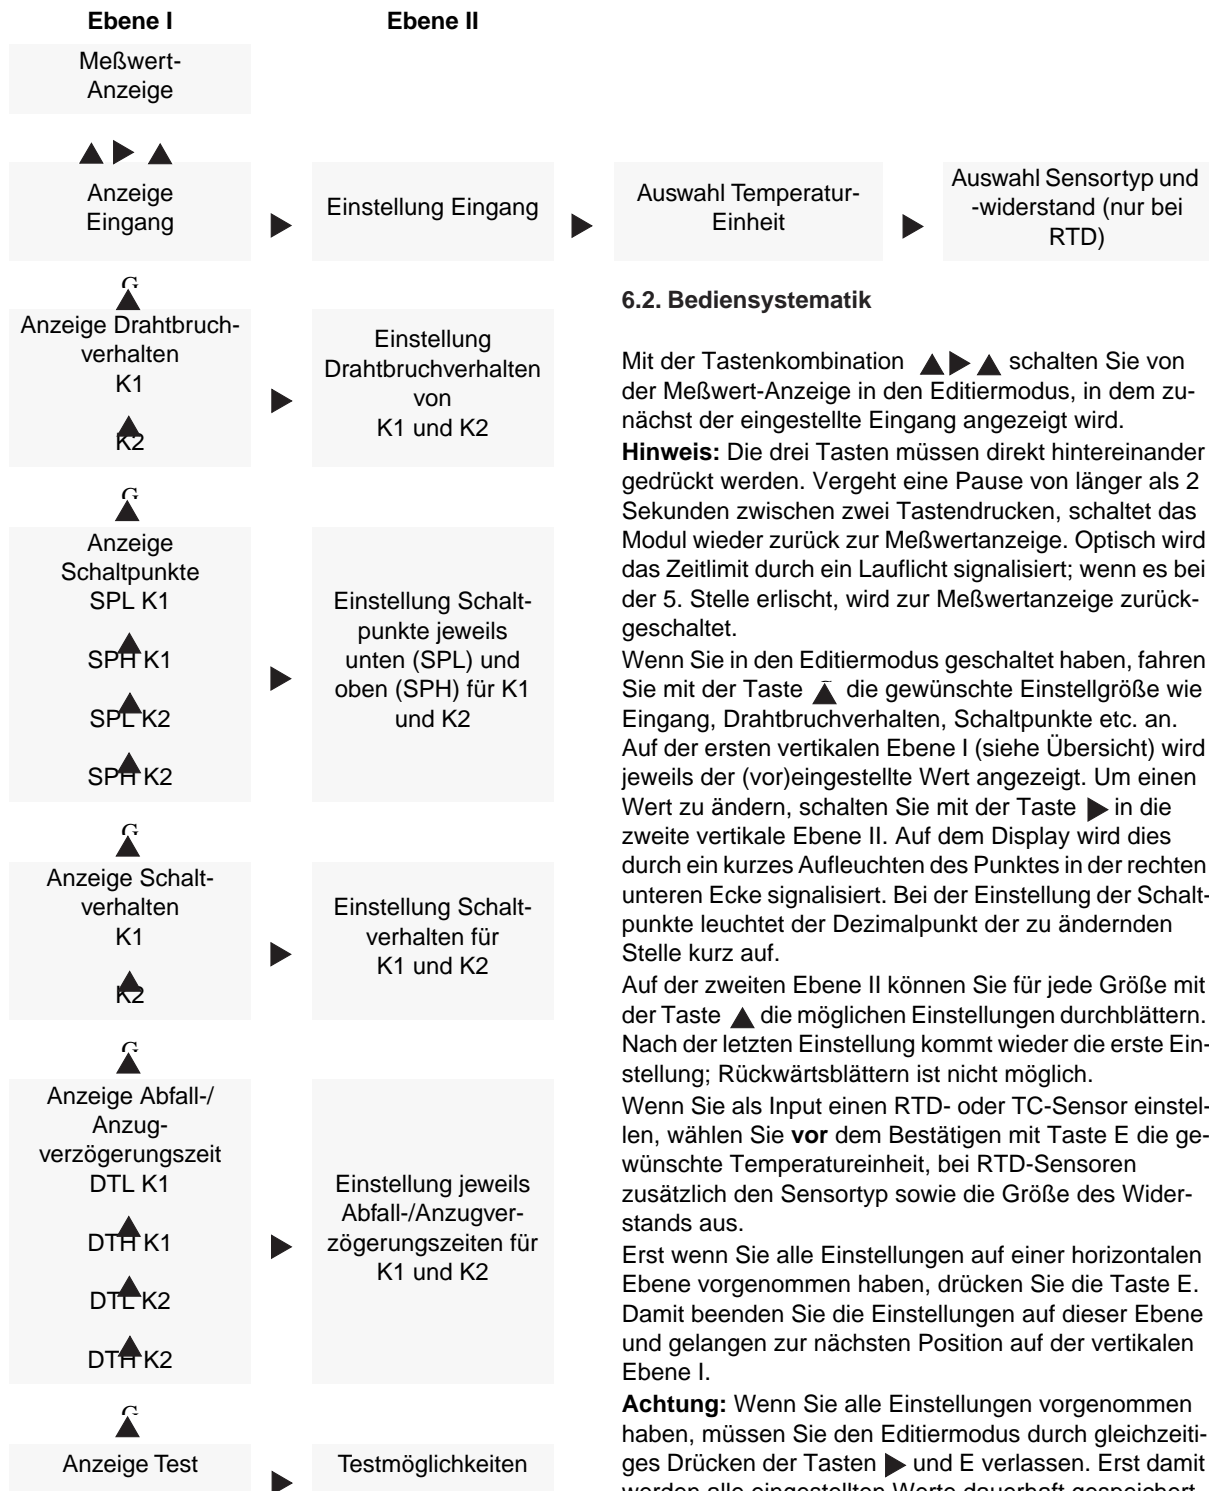 Ebene I
Ebene II
Meßwert-
Anzeige
▲ ▶ ▲
Anzeige
Eingang
▶
Einstellung Eingang
▶
Auswahl Temperatur-
Einheit
▶
Auswahl Sensortyp und
-widerstand (nur bei
RTD)
G
▲
Anzeige Drahtbruch-
verhalten
K1
▲
K2
▶
Einstellung
Drahtbruchverhalten
von
K1 und K2
G
▲
Anzeige
Schaltpunkte
SPL K1
▲
SPH K1
▲
SPL K2
▲
SPH K2
▶
Einstellung Schalt-
punkte jeweils
unten (SPL) und
oben (SPH) für K1
und K2
G
▲
Anzeige Schalt-
verhalten
K1
▲
K2
▶
Einstellung Schalt-
verhalten für
K1 und K2
G
▲
Anzeige Abfall-/
Anzug-
verzögerungszeit
DTL K1
▲
DTH K1
▲
DTL K2
▲
DTH K2
▶
Einstellung jeweils
Abfall-/Anzugver-
zögerungszeiten für
K1 und K2
G
▲
Anzeige Test
▶
Testmöglichkeiten
6.2. Bediensystematik
Mit der Tastenkombination ▲ ▶ ▲ schalten Sie von
der Meßwert-Anzeige in den Editiermodus, in dem zu-
nächst der eingestellte Eingang angezeigt wird.
Hinweis: Die drei Tasten müssen direkt hintereinander
gedrückt werden. Vergeht eine Pause von länger als 2
Sekunden zwischen zwei Tastendrucken, schaltet das
Modul wieder zurück zur Meßwertanzeige. Optisch wird
das Zeitlimit durch ein Lauflicht signalisiert; wenn es bei
der 5. Stelle erlischt, wird zur Meßwertanzeige zurück-
geschaltet.
Wenn Sie in den Editiermodus geschaltet haben, fahren
Sie mit der Taste ▲ die gewünschte Einstellgröße wie
Eingang, Drahtbruchverhalten, Schaltpunkte etc. an.
Auf der ersten vertikalen Ebene I (siehe Übersicht) wird
jeweils der (vor)eingestellte Wert angezeigt. Um einen
Wert zu ändern, schalten Sie mit der Taste ▶ in die
zweite vertikale Ebene II. Auf dem Display wird dies
durch ein kurzes Aufleuchten des Punktes in der rechten
unteren Ecke signalisiert. Bei der Einstellung der Schalt-
punkte leuchtet der Dezimalpunkt der zu ändernden
Stelle kurz auf.
Auf der zweiten Ebene II können Sie für jede Größe mit
der Taste ▲ die möglichen Einstellungen durchblättern.
Nach der letzten Einstellung kommt wieder die erste Ein-
stellung; Rückwärtsblättern ist nicht möglich.
Wenn Sie als Input einen RTD- oder TC-Sensor einstel-
len, wählen Sie vor dem Bestätigen mit Taste E die ge-
wünschte Temperatureinheit, bei RTD-Sensoren
zusätzlich den Sensortyp sowie die Größe des Wider-
stands aus.
Erst wenn Sie alle Einstellungen auf einer horizontalen
Ebene vorgenommen haben, drücken Sie die Taste E.
Damit beenden Sie die Einstellungen auf dieser Ebene
und gelangen zur nächsten Position auf der vertikalen
Ebene I.
Achtung: Wenn Sie alle Einstellungen vorgenommen
haben, müssen Sie den Editiermodus durch gleichzeiti-
ges Drücken der Tasten ▶ und E verlassen. Erst damit
werden alle eingestellten Werte dauerhaft gespeichert